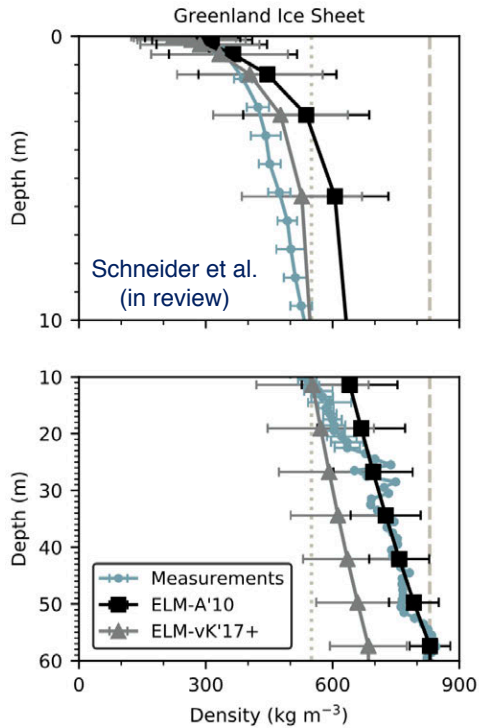 Greenland Ice Sheet
0
5
10
Depth (m)
Schneider et al.
(in review)
10
20
30
40
50
60
Depth (m)
Measurements
ELM-A'10
ELM-vK'17+
0 300 600 900
Density (kg m⁻³)